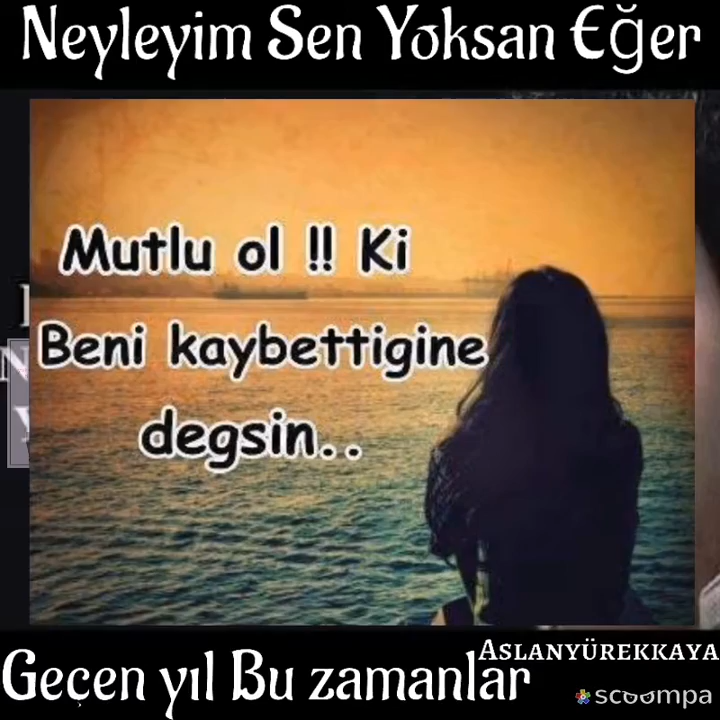 Neyleyim Sen Yoksan Eğer
Mutlu ol !! Ki
Beni kaybettigine
degsin..
ASLANYÜREKKAYA
Geçen yıl Bu zamanlar
scoompa